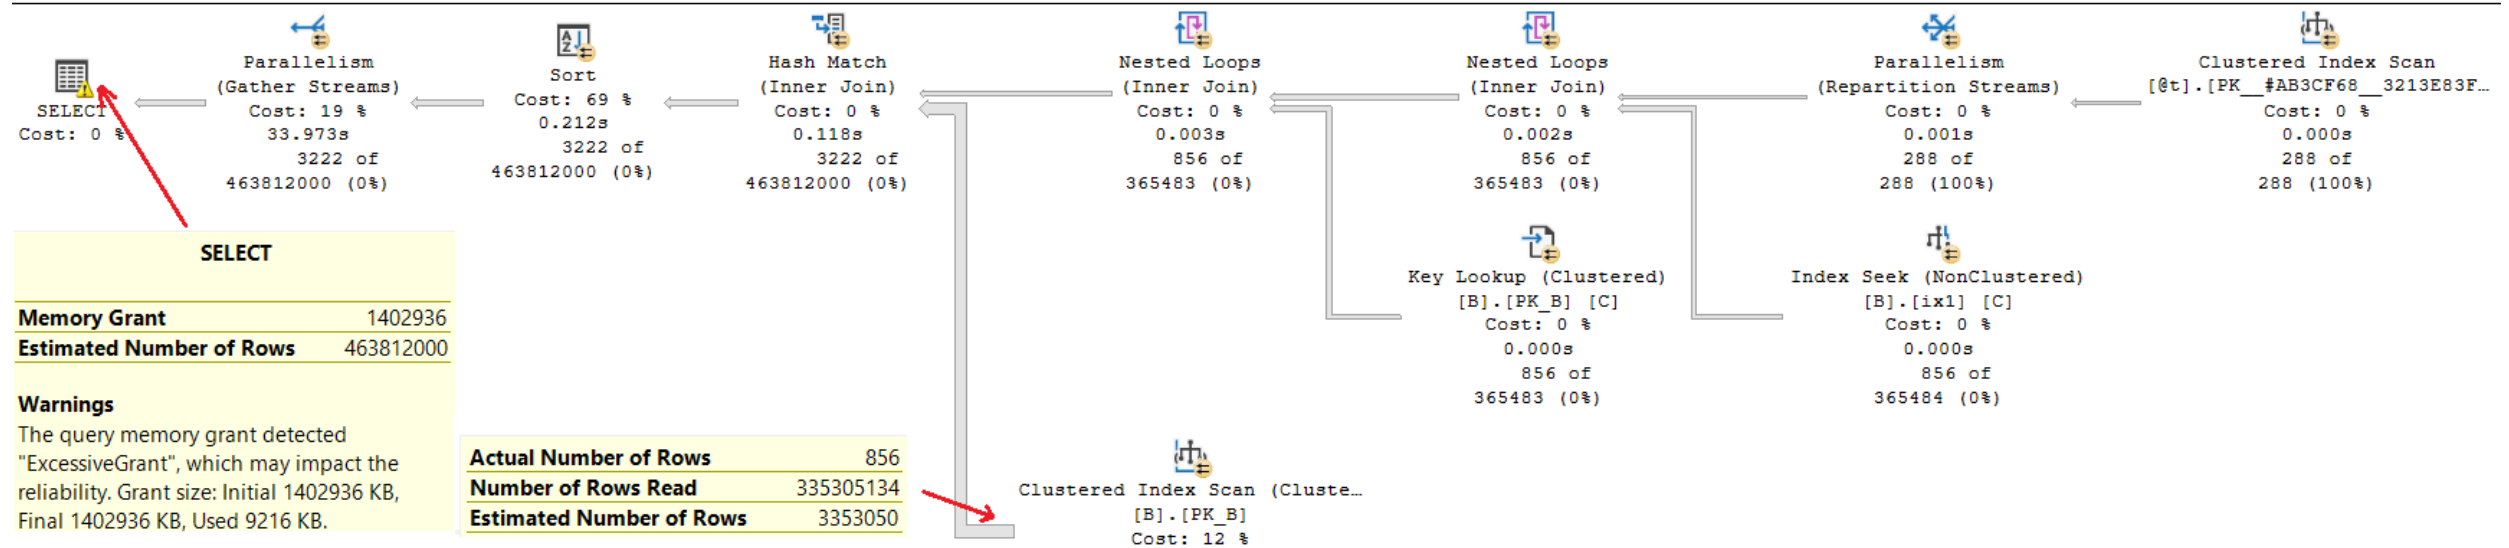 SELECT
Cost: 0 %
Parallelism
(Gather Streams)
Cost: 19 %
33.973s
3222 of
463812000 (0%)
Sort
Cost: 69 %
0.212s
3222 of
463812000 (0%)
Hash Match
(Inner Join)
Cost: 0 %
0.118s
3222 of
463812000 (0%)
Nested Loops
(Inner Join)
Cost: 0 %
0.003s
856 of
365483 (0%)
Nested Loops
(Inner Join)
Cost: 0 %
0.002s
856 of
365483 (0%)
Parallelism
(Repartition Streams)
Cost: 0 %
0.001s
288 of
288 (100%)
Clustered Index Scan
[@t].[PK__#AB3CF68__3213E83F…
Cost: 0 %
0.000s
288 of
288 (100%)
Key Lookup (Clustered)
[B].[PK_B] [C]
Cost: 0 %
0.000s
856 of
365483 (0%)
Index Seek (NonClustered)
[B].[ix1] [C]
Cost: 0 %
0.000s
856 of
365484 (0%)
SELECT
Memory Grant 1402936
Estimated Number of Rows 463812000
Warnings
The query memory grant detected
"ExcessiveGrant", which may impact the
reliability. Grant size: Initial 1402936 KB,
Final 1402936 KB, Used 9216 KB.
Actual Number of Rows 856
Number of Rows Read 335305134
Estimated Number of Rows 3353050
Clustered Index Scan (Cluste…
[B].[PK_B]
Cost: 12 %